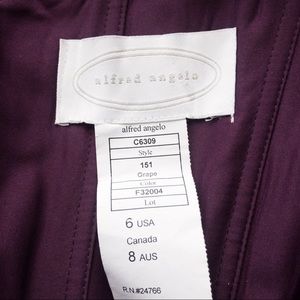 alfred angelo
alfred angelo
C6309
Style
151
Grape
Color
F32004
Lot
6 USA
Canada
8 AUS
R.N.#24766